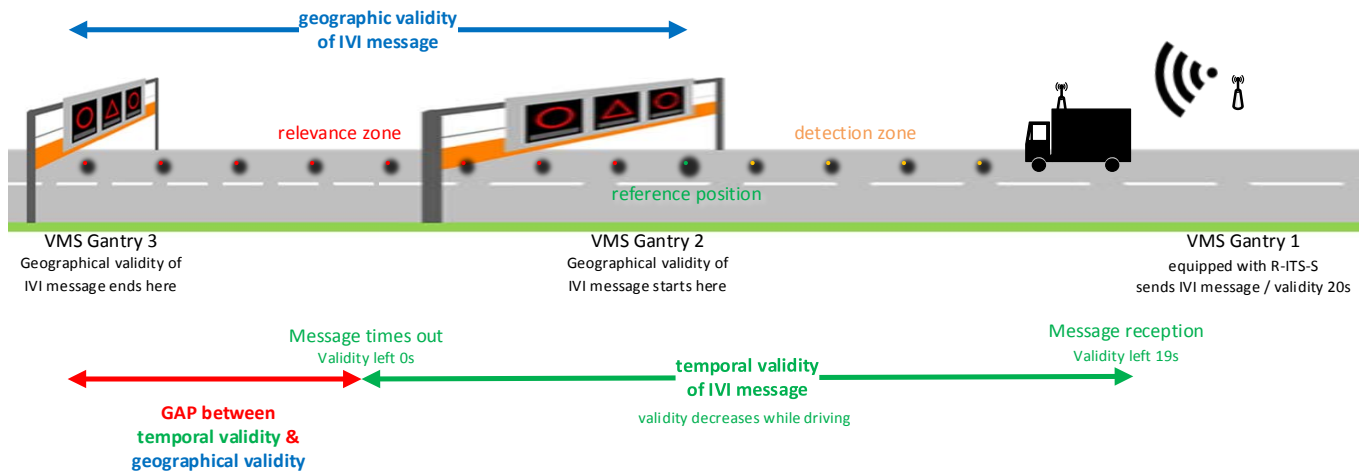 geographic validity
of IVI message
relevance zone
detection zone
reference position
VMS Gantry 3
Geographical validity of
IVI message ends here
VMS Gantry 2
Geographical validity of
IVI message starts here
VMS Gantry 1
equipped with R-ITS-S
sends IVI message / validity 20s
Message times out
Validity left 0s
Message reception
Validity left 19s
temporal validity
of IVI message
validity decreases while driving
GAP between
temporal validity &
geographical validity